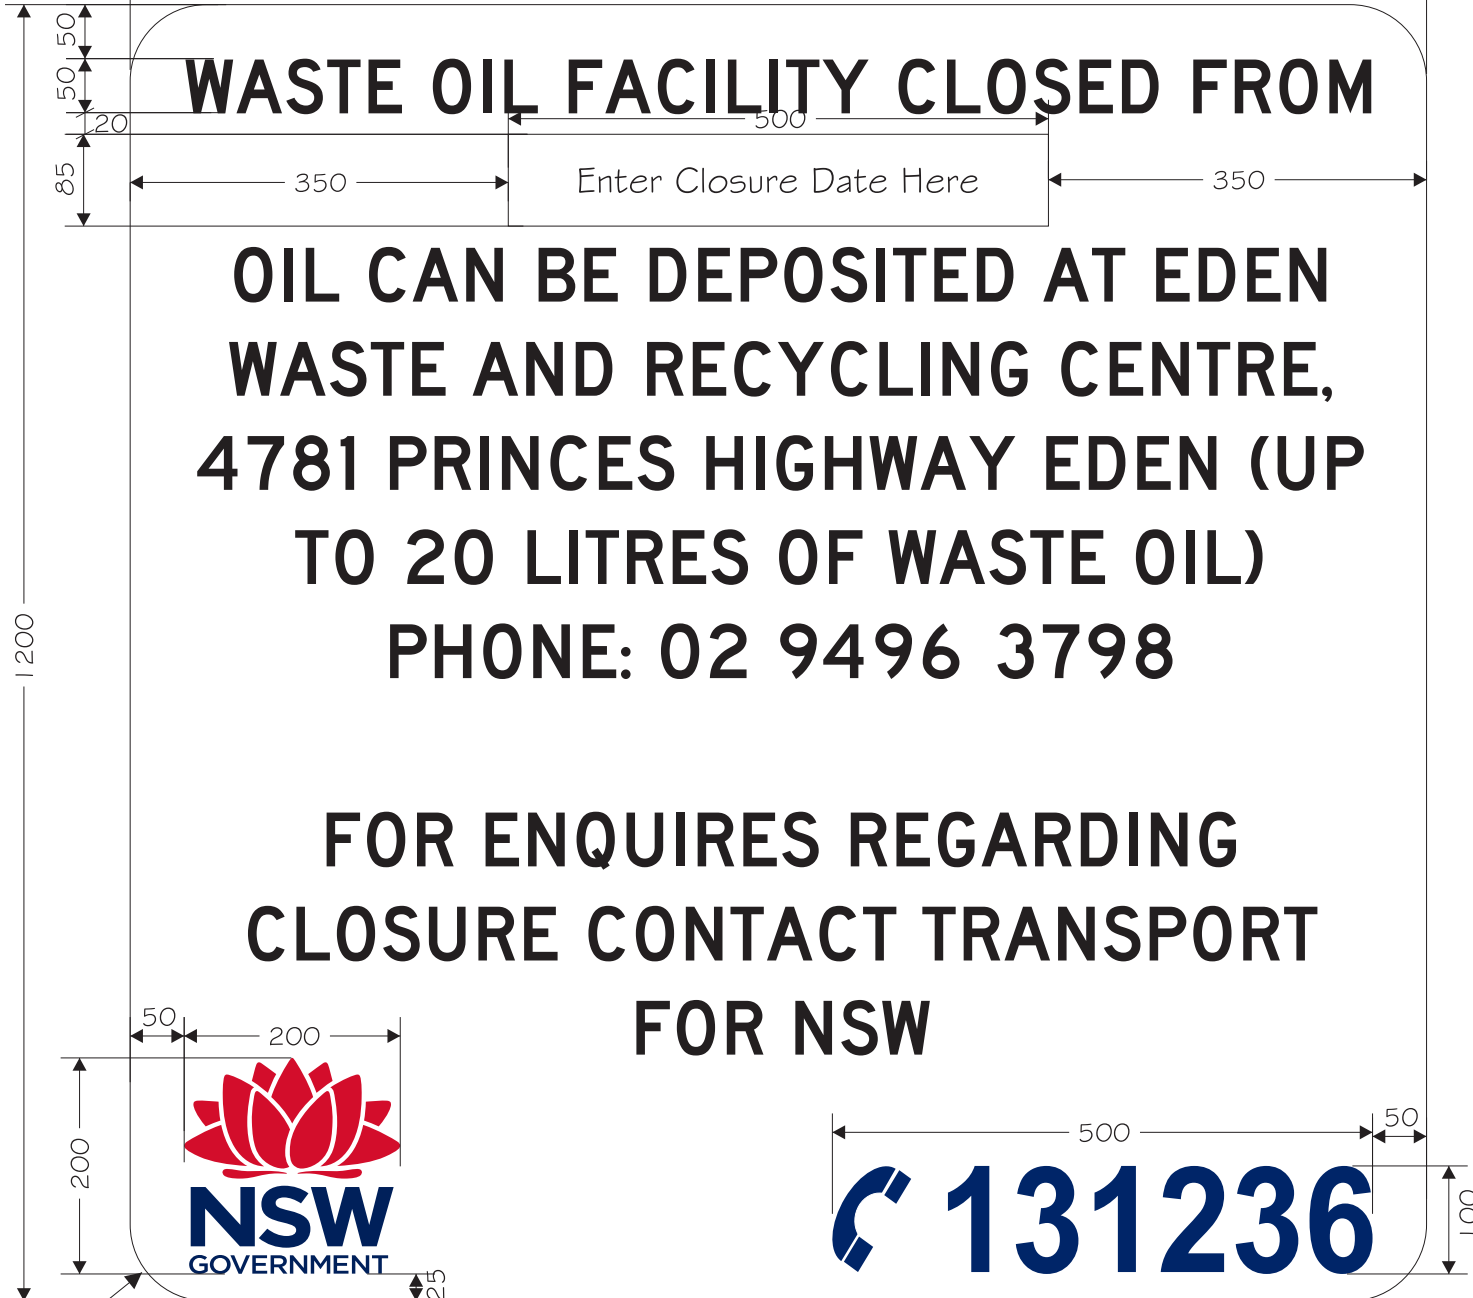 50
50
WASTE OIL FACILITY CLOSED FROM
20
500
85
350
Enter Closure Date Here
350
OIL CAN BE DEPOSITED AT EDEN
WASTE AND RECYCLING CENTRE,
4781 PRINCES HIGHWAY EDEN (UP
TO 20 LITRES OF WASTE OIL)
1200
PHONE: 02 9496 3798
FOR ENQUIRES REGARDING
CLOSURE CONTACT TRANSPORT
FOR NSW
50
200
200
NSW
GOVERNMENT
25
500
50
131236
100